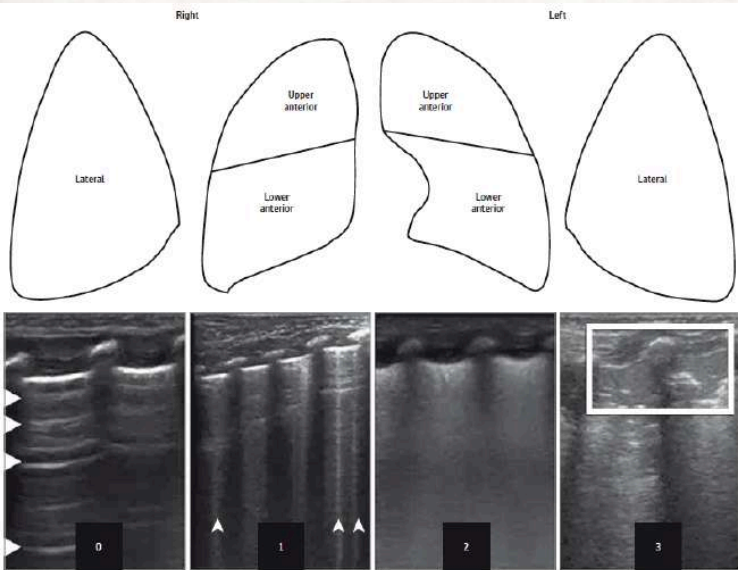 Right
Left
Lateral
Upper
anterior
Lower
anterior
Upper
anterior
Lower
anterior
Lateral
0
1
2
3